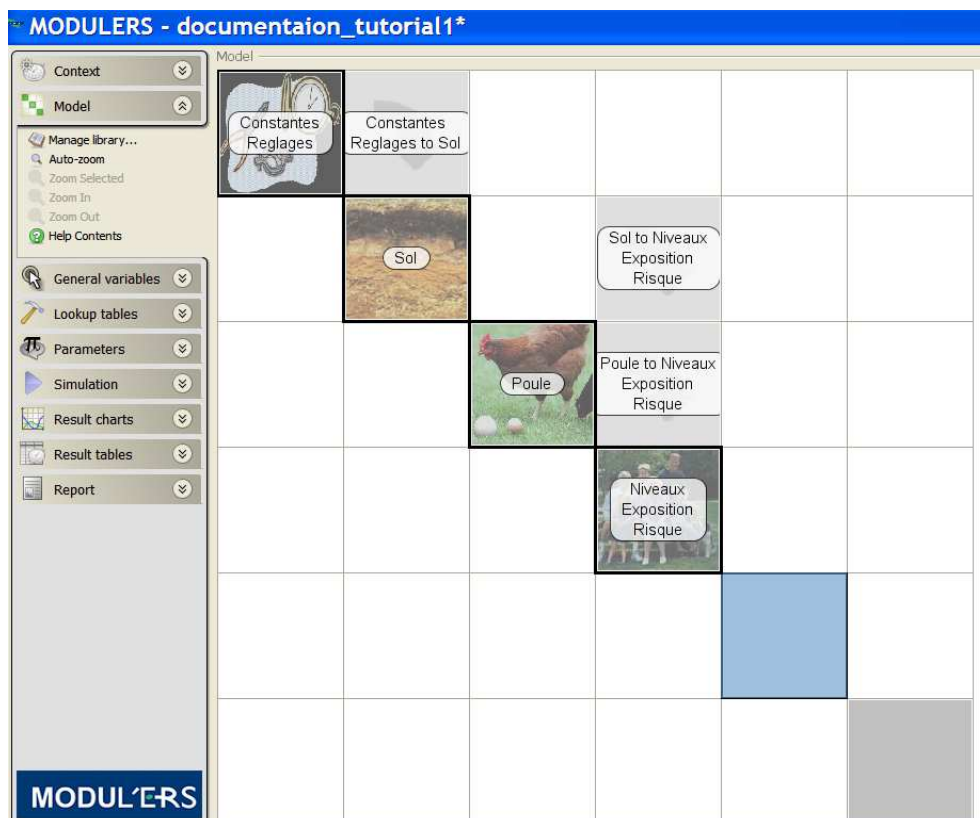 MODULERS - documentaion_tutorial1*
Context
Model
Manage library...
Auto-zoom
Zoom Selected
Zoom In
Zoom Out
Help Contents
General variables
Lookup tables
Parameters
Simulation
Result charts
Result tables
Report
MODUL'ERS
Model
Constantes
Reglages
Constantes
Reglages to Sol
Sol
Sol to Niveaux
Exposition
Risque
Poule
Poule to Niveaux
Exposition
Risque
Niveaux
Exposition
Risque